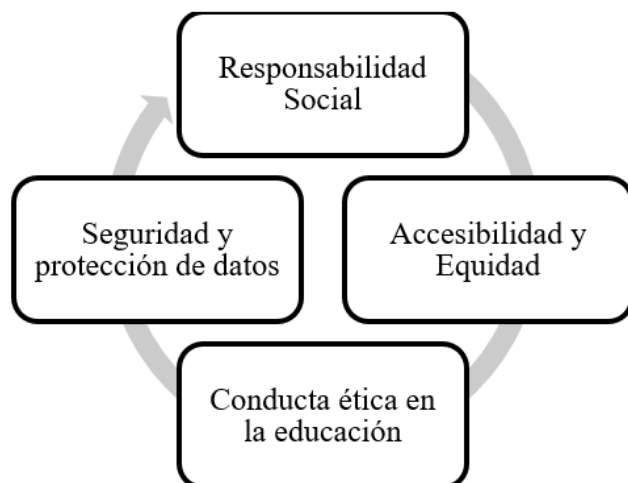 Responsabilidad
Social
Accesibilidad y
Equidad
Conducta ética en
la educación
Seguridad y
protección de datos